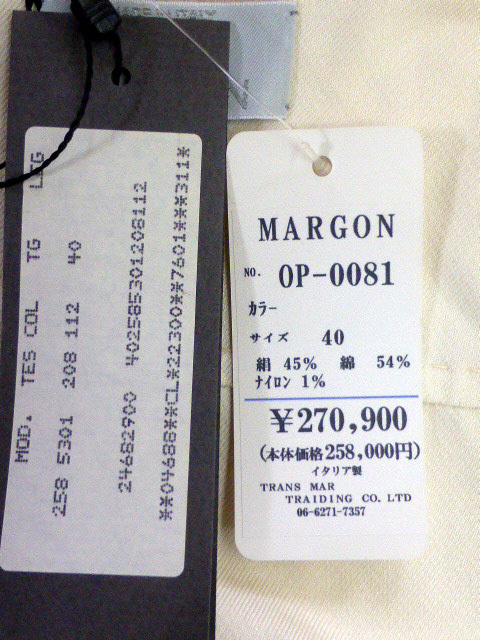 MOD. TES COL TG LTG
258 5301 208 112 40
24682900 402585301208112
**04688**CL*22300**7601***311*
MARGON
NO. OP-0081
カラー
サイズ 40
絹 45% 綿 54%
ナイロン 1%
¥270,900
(本体価格258,000円)
イタリア製
TRANS MAR
TRAIDING CO. LTD
06-6271-7357